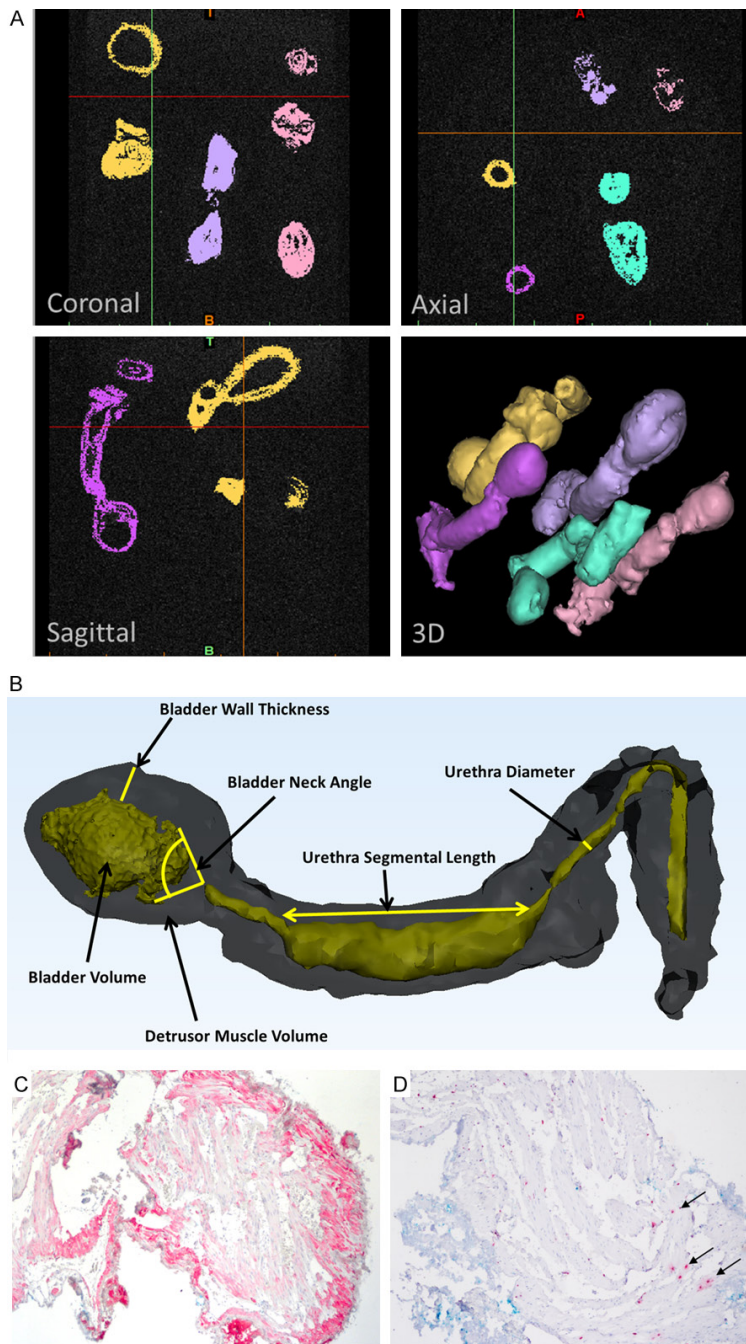 A
T
B
Coronal
A
P
Axial
T
B
Sagittal
3D
B
Bladder Wall Thickness
Bladder Neck Angle
Urethra Diameter
Urethra Segmental Length
Bladder Volume
Detrusor Muscle Volume
C
D